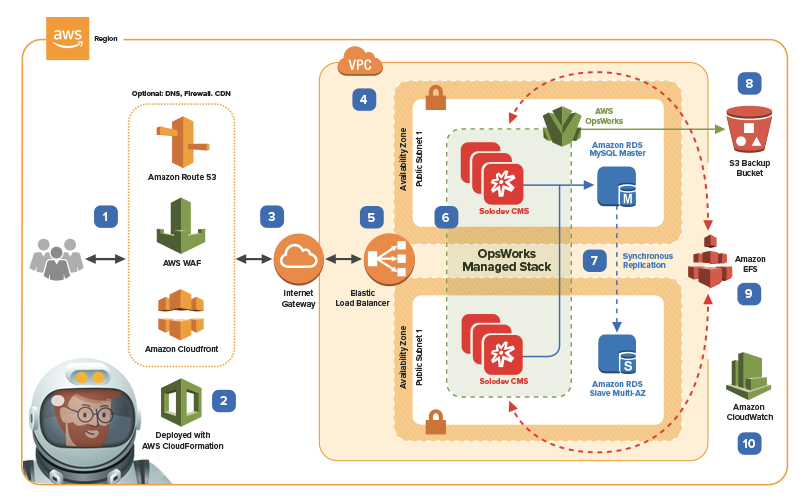 aws
Region
VPC
8
Optional: DNS, Firewall. CDN
4
AWS
OpsWorks
Availability Zone
Public Subnet 1
Amazon RDS
MySQL Master
S3 Backup
Bucket
Amazon Route 53
M
1
3
5
6
Solodev CMS
AWS WAF
OpsWorks
Managed Stack
7
Synchronous
Replication
Amazon
EFS
9
Internet
Gateway
Elastic
Load Balancer
Availability Zone
Public Subnet 1
Amazon Cloudfront
S
Solodev CMS
Amazon RDS
Slave Multi-AZ
2
Deployed with
AWS CloudFormation
Amazon
CloudWatch
10